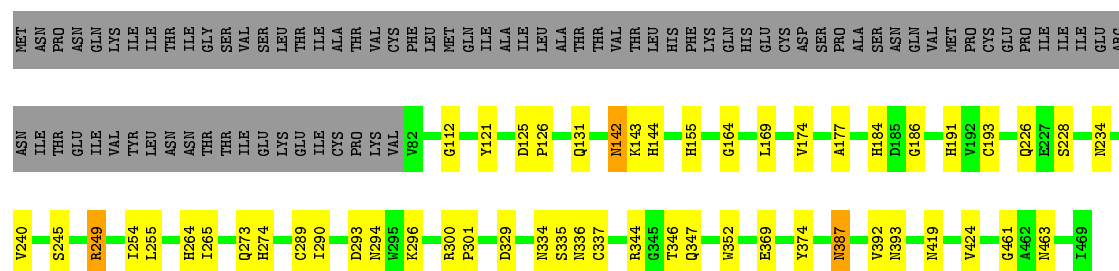 MET ASN PRO ASN GLN LYS ILE ILE THR ILE GLY SER VAL SER LEU THR ILE ALA THR VAL CYS PHE LEU MET GLN ILE ALA ILE LEU ALA THR THR VAL THR LEU HIS PHE LYS GLN HIS GLU CYS ASP SER PRO ALA SER ASN GLN VAL MET PRO CYS GLU PRO ILE ILE ILE GLU ARG
ASN ILE THR GLU ILE VAL TYR LEU ASN ASN THR THR ILE GLU LYS GLU ILE CYS PRO LYS VAL V82 G112 Y121 D125 P126 Q131 N142 K143 H144 H155 G164 L169 V174 A177 H184 D185 G186 H191 V192 C193 Q226 E227 S228 N234
V240 S245 R249 I254 L255 H264 I265 Q273 H274 C289 I290 D293 N294 W295 K296 R300 P301 D329 N334 S335 N336 C337 R344 G345 T346 Q347 W352 E369 Y374 N387 V392 N393 N419 V424 G461 A462 N463 I469